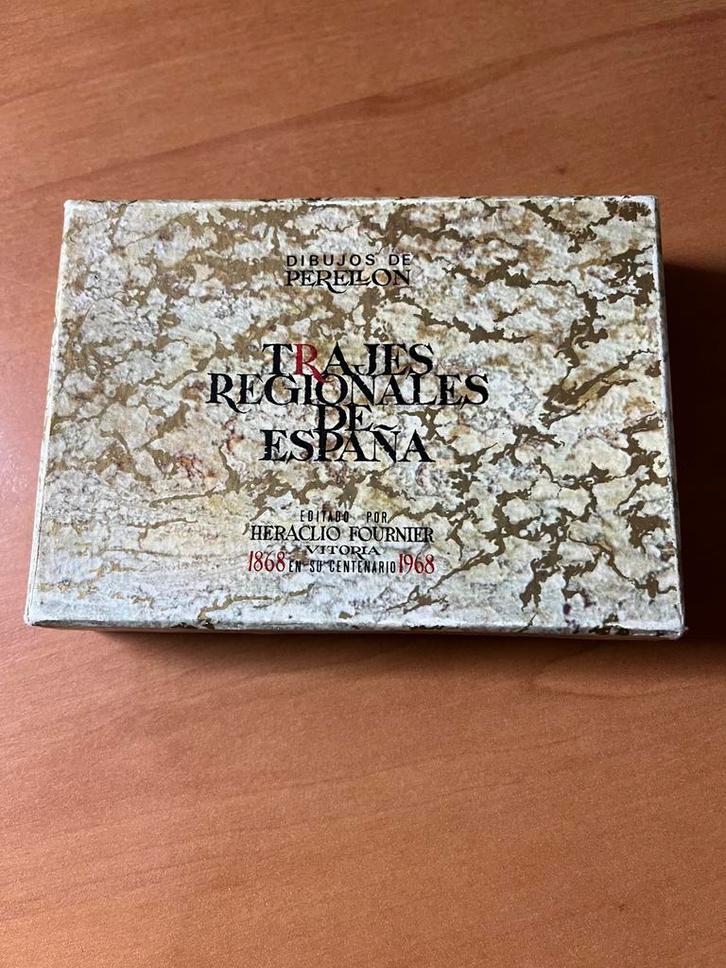 DIBUJOS DE
PERELLON
TRAJES
REGIONALES
DE
ESPAÑA
EDITADO POR
HERACLIO FOURNIER
VITORIA
1868 EN SU CENTENARIO 1968